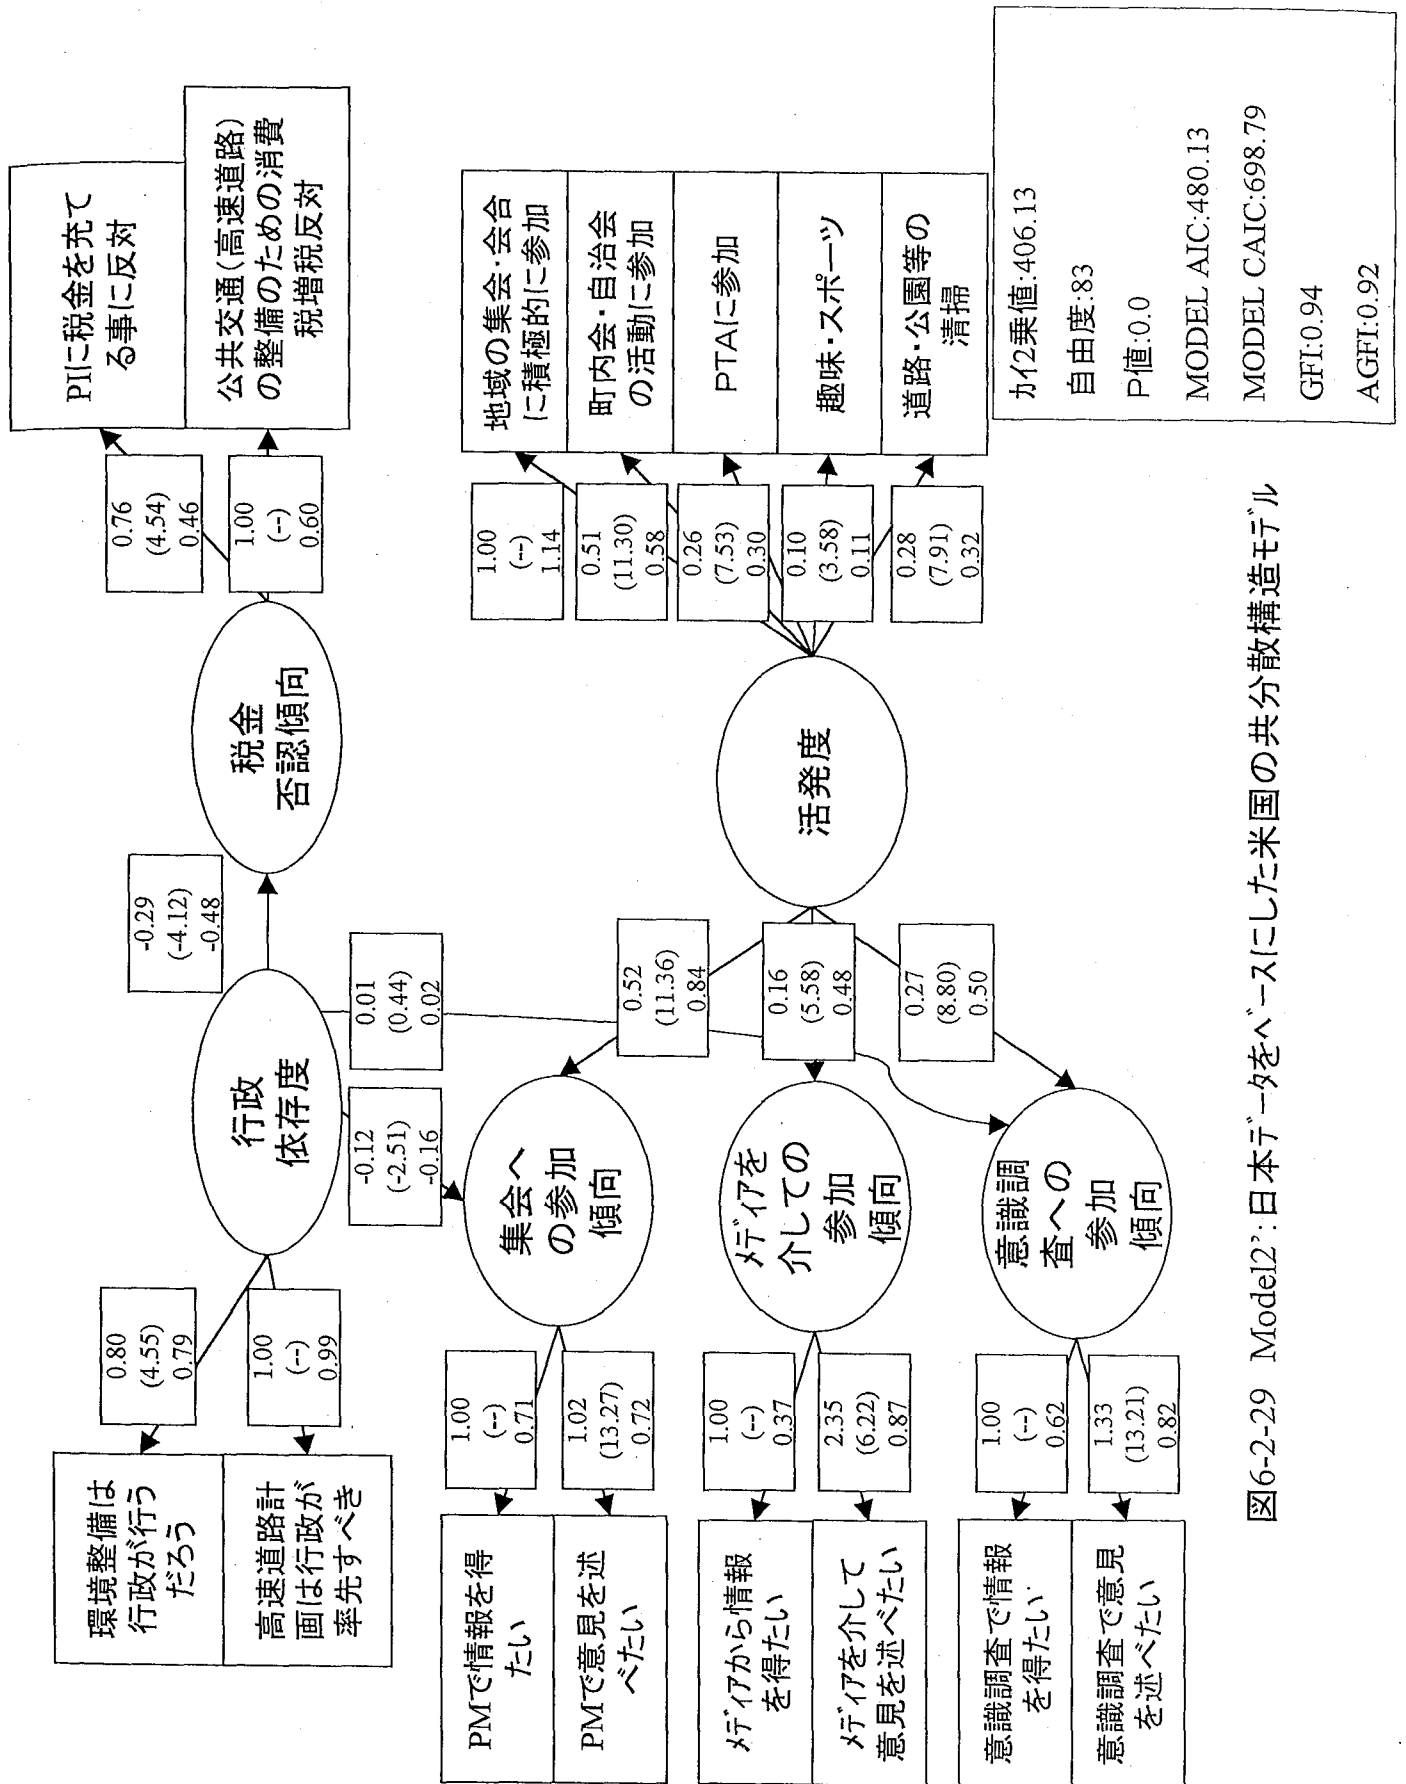 環境整備は
行政が行う
だろう
高速道路計
画は行政が
率先すべき
0.80
(4.55)
0.79
1.00
(--)
0.99
行政
依存度
-0.29
(-4.12)
-0.48
税金
否認傾向
0.76
(4.54)
0.46
1.00
(--)
0.60
PIに税金を充て
る事に反対
公共交通(高速道路)
の整備のための消費
税増税反対
0.01
(0.44)
0.02
-0.12
(-2.51)
-0.16
PMで情報を得
たい
PMで意見を述
べたい
1.00
(--)
0.71
1.02
(13.27)
0.72
集会へ
の参加
傾向
0.52
(11.36)
0.84
メディアから情報
を得たい
メディアを介して
意見を述べたい
1.00
(--)
0.37
2.35
(6.22)
0.87
メディアを
介しての
参加
傾向
0.16
(5.58)
0.48
意識調査で情報
を得たい
意識調査で意見
を述べたい
1.00
(--)
0.62
1.33
(13.21)
0.82
意識調
査への
参加
傾向
0.27
(8.80)
0.50
活発度
1.00
(--)
1.14
0.51
(11.30)
0.58
0.26
(7.53)
0.30
0.10
(3.58)
0.11
0.28
(7.91)
0.32
地域の集会・会合
に積極的に参加
町内会・自治会
の活動に参加
PTAに参加
趣味・スポーツ
道路・公園等の
清掃
カイ2乗値:406.13
自由度:83
P値:0.0
MODEL AIC:480.13
MODEL CAIC:698.79
GFI:0.94
AGFI:0.92
図6-2-29 Model2':日本データをベースにした米国の共分散構造モデル